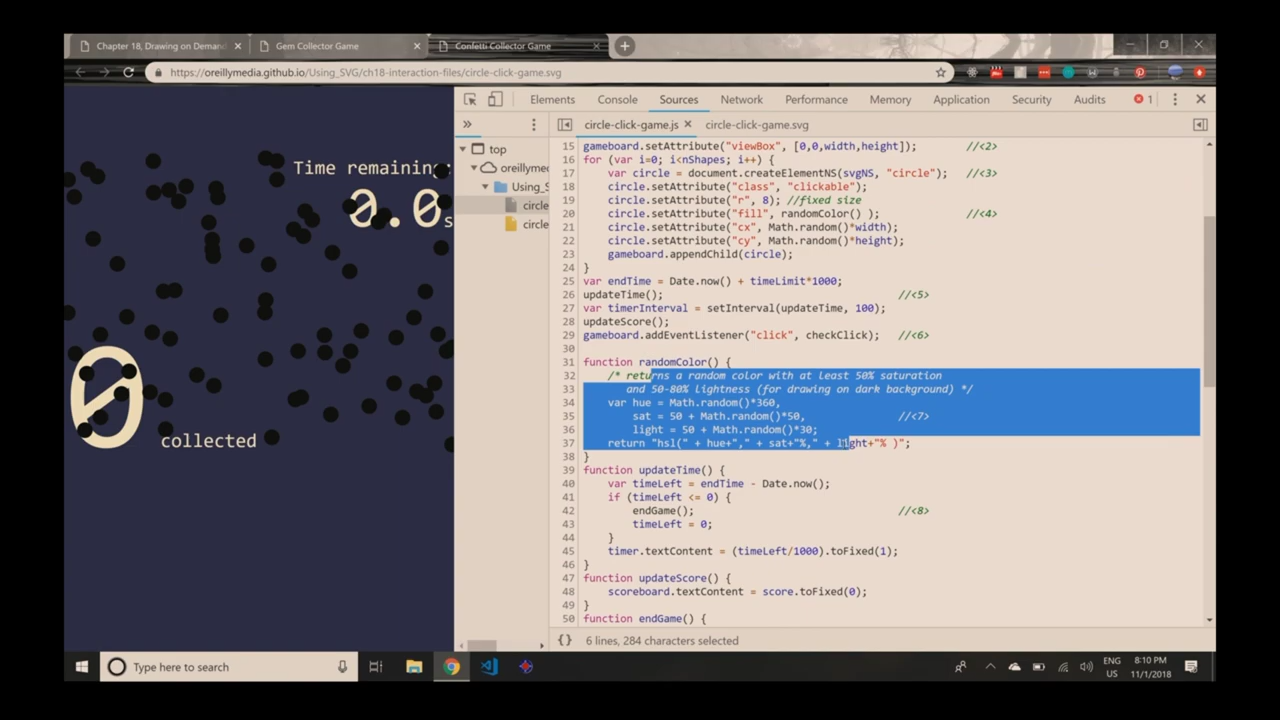 Chapter 18, Drawing on Demand
Gem Collector Game
Confetti Collector Game
https://oreillymedia.github.io/Using_SVG/ch18-interaction-files/circle-click-game.svg
Elements Console Sources Network Performance Memory Application Security Audits 1
circle-click-game.js circle-click-game.svg
top
oreillyme
Using_S
circle
circle
Time remaining:
0.0s
0 collected
15 gameboard.setAttribute("viewBox", [0,0,width,height]); //<2>
16 for (var i=0; i<nShapes; i++) {
17 var circle = document.createElementNS(svgNS, "circle"); //<3>
18 circle.setAttribute("class", "clickable");
19 circle.setAttribute("r", 8); //fixed size
20 circle.setAttribute("fill", randomColor() ); //<4>
21 circle.setAttribute("cx", Math.random()*width);
22 circle.setAttribute("cy", Math.random()*height);
23 gameboard.appendChild(circle);
24 }
25 var endTime = Date.now() + timeLimit*1000;
26 updateTime(); //<5>
27 var timerInterval = setInterval(updateTime, 100);
28 updateScore();
29 gameboard.addEventListener("click", checkClick); //<6>
30
31 function randomColor() {
32 /* returns a random color with at least 50% saturation
33 and 50-80% lightness (for drawing on dark background) */
34 var hue = Math.random()*360,
35 sat = 50 + Math.random()*50, //<7>
36 light = 50 + Math.random()*30;
37 return "hsl(" + hue+"," + sat+"%," + light+"% )";
38 }
39 function updateTime() {
40 var timeLeft = endTime - Date.now();
41 if (timeLeft <= 0) {
42 endGame(); //<8>
43 timeLeft = 0;
44 }
45 timer.textContent = (timeLeft/1000).toFixed(1);
46 }
47 function updateScore() {
48 scoreboard.textContent = score.toFixed(0);
49 }
50 function endGame() {
{} 6 lines, 284 characters selected
Type here to search
ENG
US
8:10 PM
11/1/2018